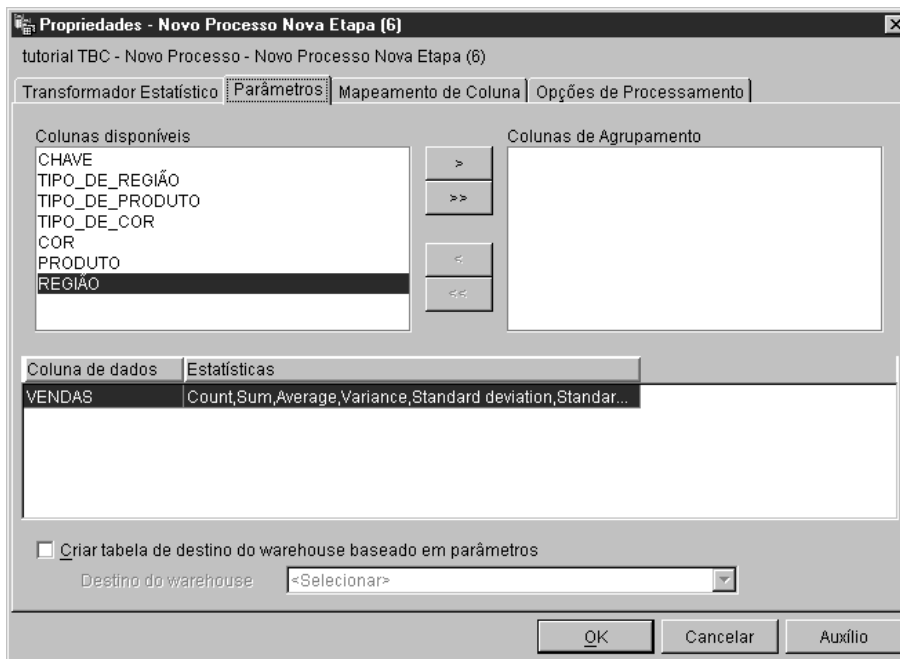 Propriedades - Novo Processo Nova Etapa (6)
tutorial TBC - Novo Processo - Novo Processo Nova Etapa (6)
Transformador Estatístico Parâmetros Mapeamento de Coluna Opções de Processamento
Colunas disponíveis
CHAVE
TIPO_DE_REGIÃO
TIPO_DE_PRODUTO
TIPO_DE_COR
COR
PRODUTO
REGIÃO
>
>>
<
<<
Colunas de Agrupamento
Coluna de dados Estatísticas
VENDAS Count,Sum,Average,Variance,Standard deviation,Standar...
Criar tabela de destino do warehouse baseado em parâmetros
Destino do warehouse <Selecionar>
OK Cancelar Auxílio